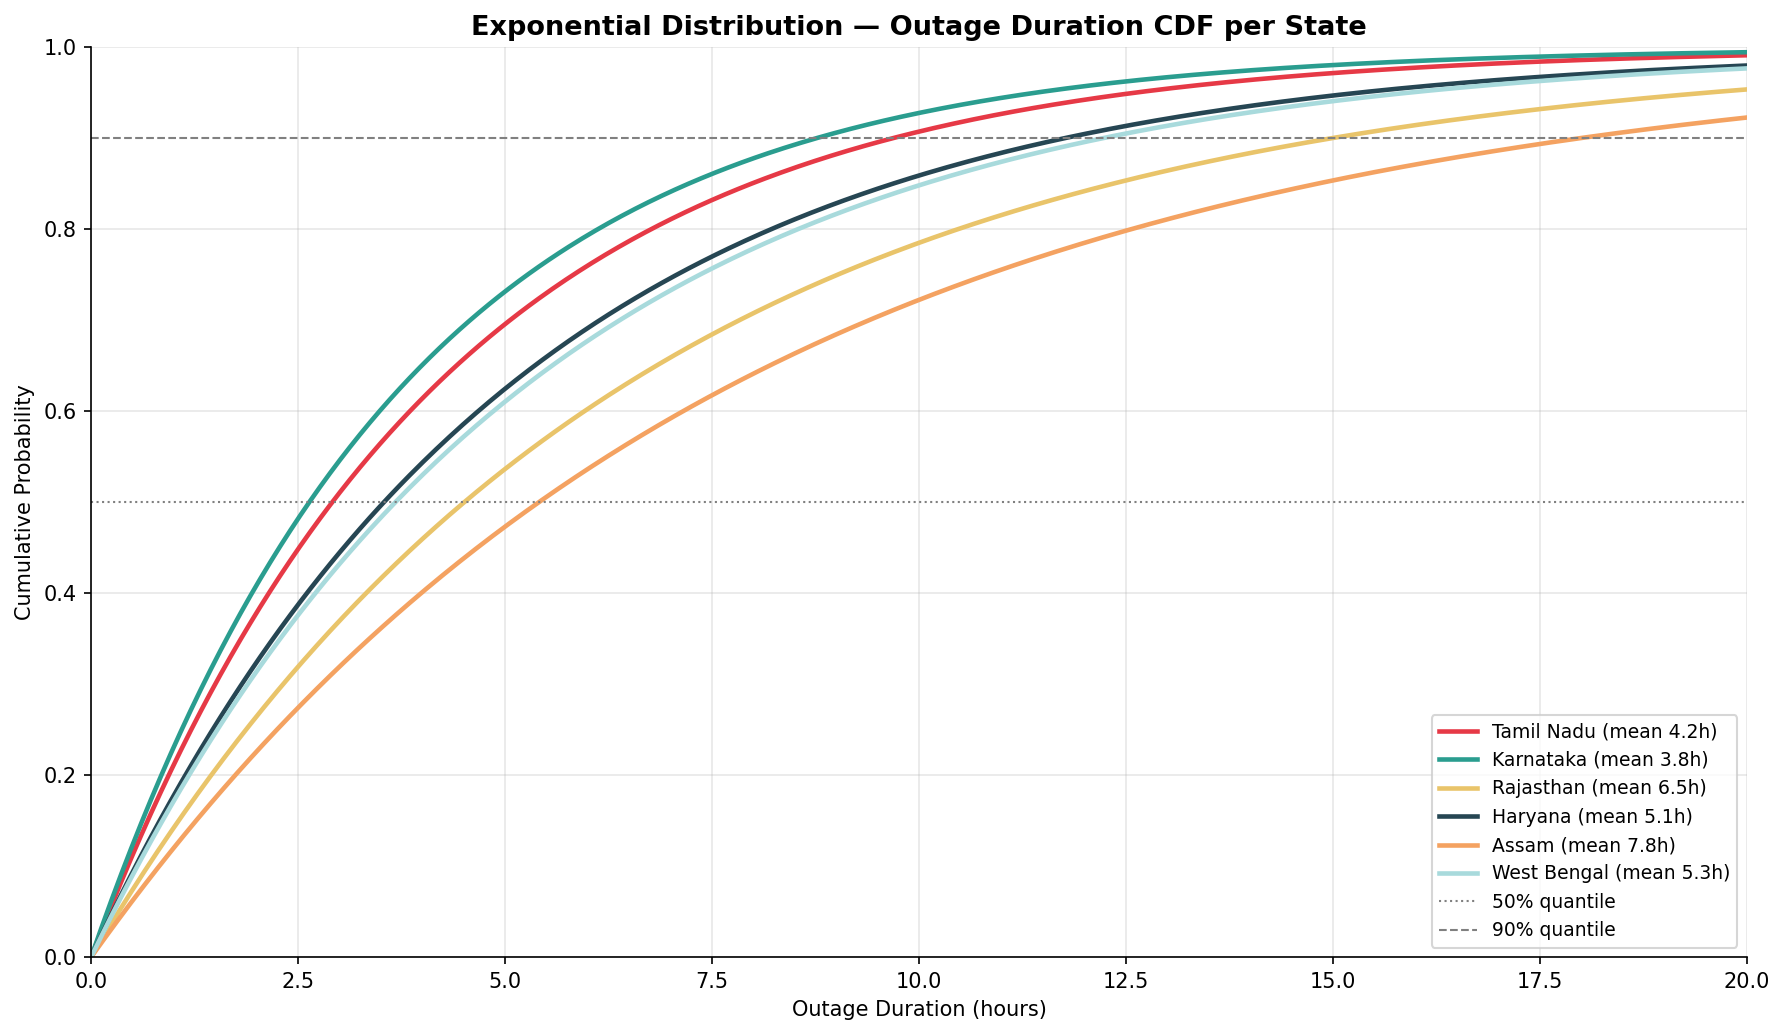 Exponential Distribution — Outage Duration CDF per State
Cumulative Probability
1.0
0.8
0.6
0.4
0.2
0.0
0.0 2.5 5.0 7.5 10.0 12.5 15.0 17.5 20.0
Outage Duration (hours)
Tamil Nadu (mean 4.2h)
Karnataka (mean 3.8h)
Rajasthan (mean 6.5h)
Haryana (mean 5.1h)
Assam (mean 7.8h)
West Bengal (mean 5.3h)
50% quantile
90% quantile